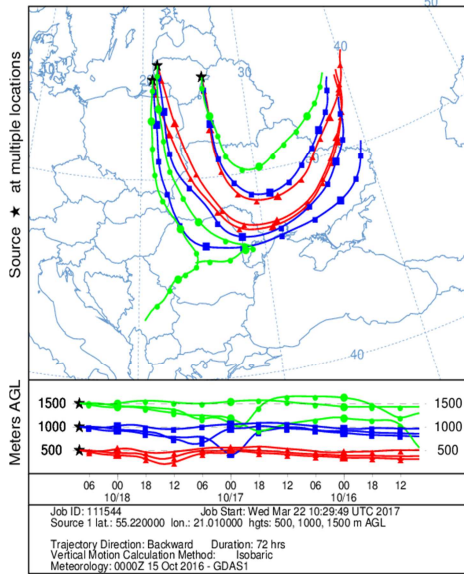 50
40
30
40
Source ★ at multiple locations
Meters AGL
1500 1500
1000 1000
500 500
06 00 18 12 06 00 18 12 06 00 18 12
10/18 10/17 10/16
Job ID: 111544 Job Start: Wed Mar 22 10:29:49 UTC 2017
Source 1 lat.: 55.220000 lon.: 21.010000 hgts: 500, 1000, 1500 m AGL
Trajectory Direction: Backward Duration: 72 hrs
Vertical Motion Calculation Method: Isobaric
Meteorology: 0000Z 15 Oct 2016 - GDAS1